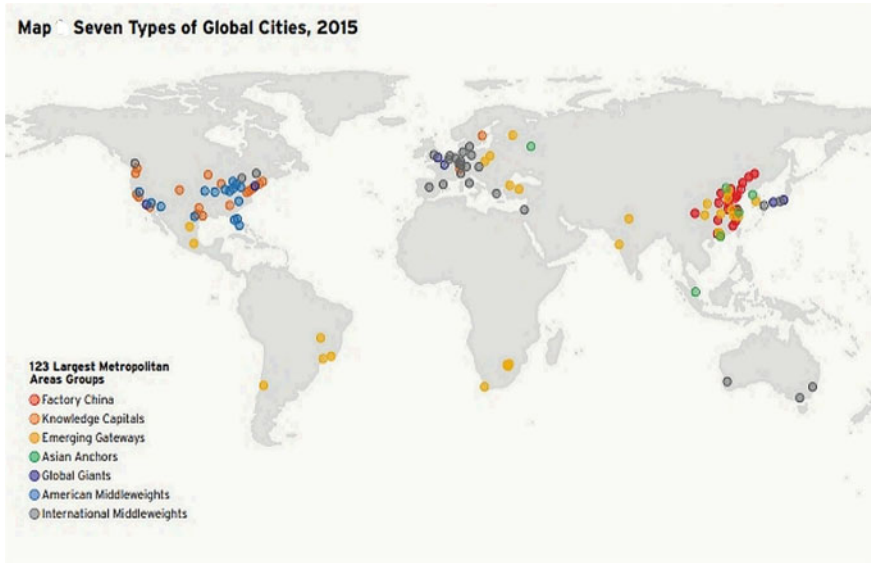 Map Seven Types of Global Cities, 2015
123 Largest Metropolitan
Areas Groups
Factory China
Knowledge Capitals
Emerging Gateways
Asian Anchors
Global Giants
American Middleweights
International Middleweights